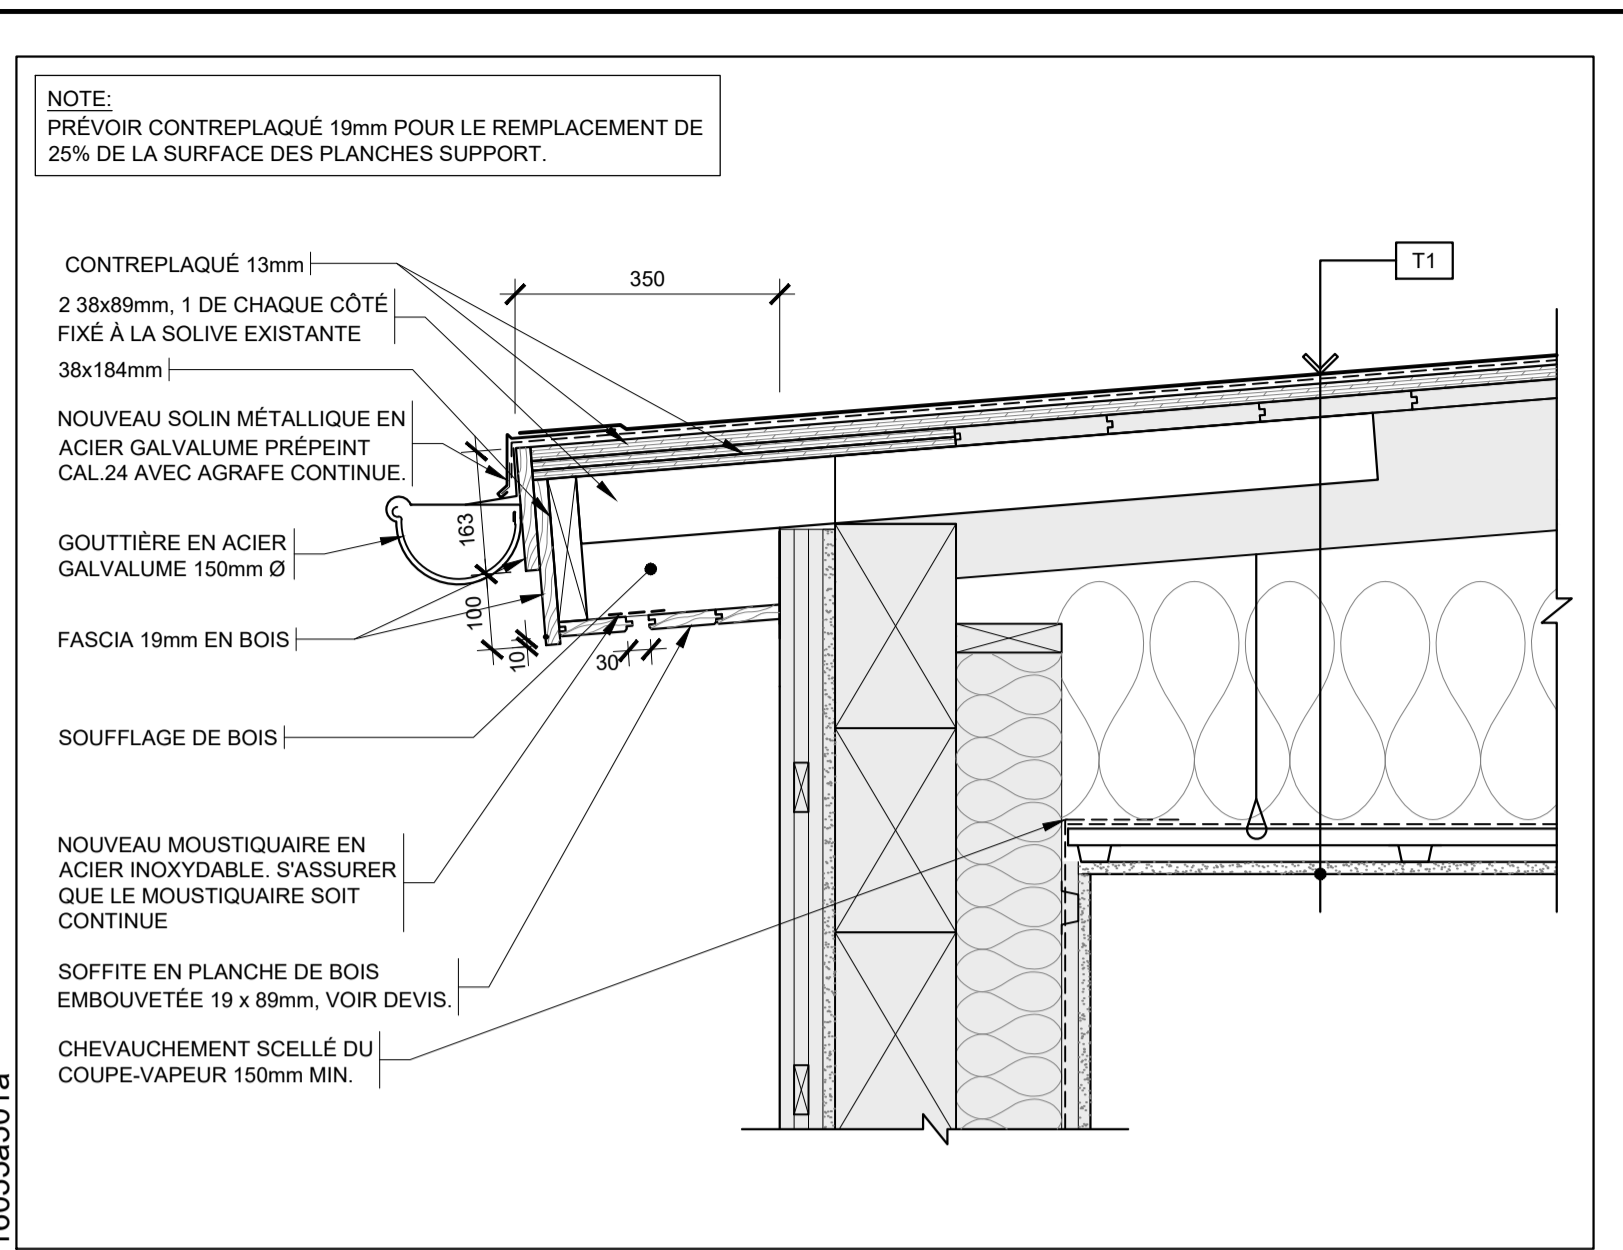 NOTE:
PRÉVOIR CONTREPLAQUÉ 19mm POUR LE REMPLACEMENT DE
25% DE LA SURFACE DES PLANCHES SUPPORT.
CONTREPLAQUÉ 13mm
2 38x89mm, 1 DE CHAQUE CÔTÉ
FIXÉ À LA SOLIVE EXISTANTE
38x184mm
NOUVEAU SOLIN MÉTALLIQUE EN
ACIER GALVALUME PRÉPEINT
CAL.24 AVEC AGRAFE CONTINUE.
GOUTTIÈRE EN ACIER
GALVALUME 150mm Ø
FASCIA 19mm EN BOIS
SOUFFLAGE DE BOIS
NOUVEAU MOUSTIQUAIRE EN
ACIER INOXYDABLE. S'ASSURER
QUE LE MOUSTIQUAIRE SOIT
CONTINUE
SOFFITE EN PLANCHE DE BOIS
EMBOUVETÉE 19 x 89mm, VOIR DEVIS.
CHEVAUCHEMENT SCELLÉ DU
COUPE-VAPEUR 150mm MIN.
350
163
100
10
30
T1